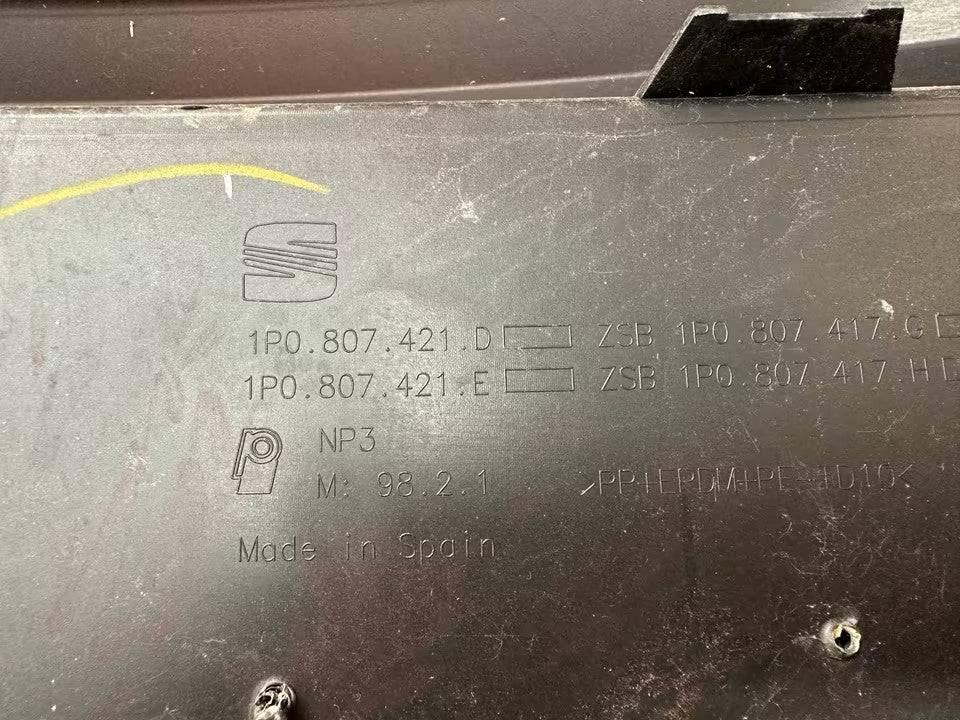 1P0.807.421.D ZSB 1P0.807.417.G
1P0.807.421.E ZSB 1P0.807.417.H
NP3
M: 98.2.1 >PP+EPDM+PE-TD10<
Made in Spain